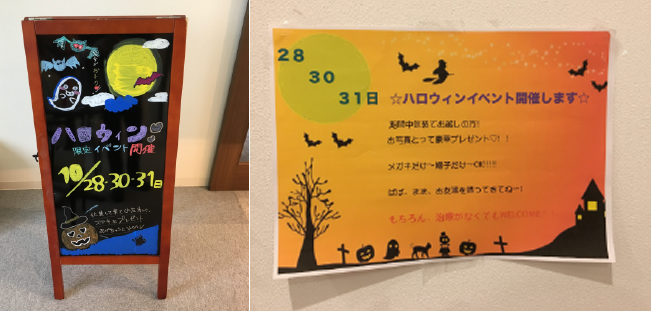 ハロウィン
限定イベント開催
10/28・30・31日
28
30
31日
☆ハロウィンイベント開催します☆
期間中仮装でお越しの方!
お写真とって豪華プレゼント♡!!
メガネだけ～帽子だけ～OK!!!!
ぱぱ、まま、お友達を誘ってきてねー!
もちろん、治療がなくてもWELCOME